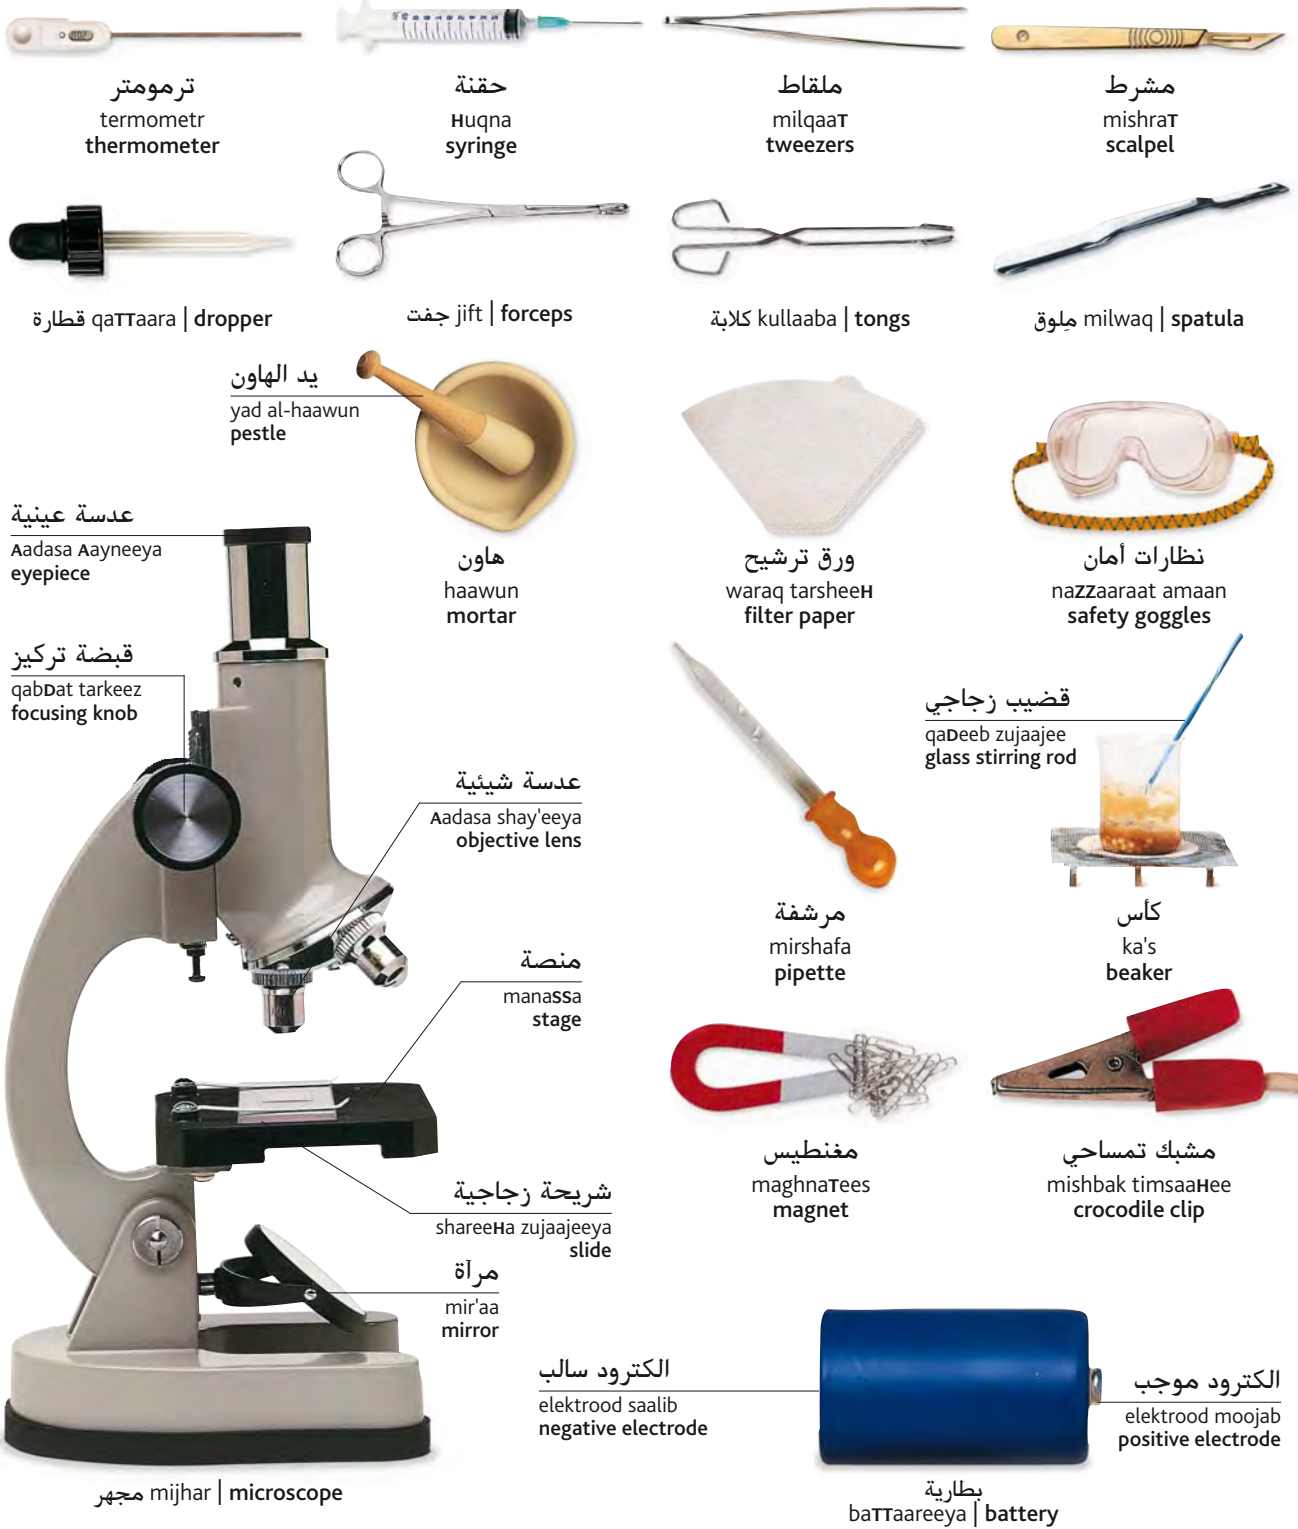 ترمومتر
termometr
thermometer
حقنة
Huqna
syringe
ملقاط
milqaaT
tweezers
مشرط
mishraT
scalpel
قطارة qaTTaara | dropper
جفت jift | forceps
كلابة kullaaba | tongs
مِلوق milwaq | spatula
يد الهاون
yad al-haawun
pestle
هاون
haawun
mortar
ورق ترشيح
waraq tarsheeH
filter paper
نظارات أمان
naZZaaraat amaan
safety goggles
عدسة عينية
Aadasa Aayneeya
eyepiece
قبضة تركيز
qabDat tarkeez
focusing knob
عدسة شيئية
Aadasa shay'eeya
objective lens
منصة
manaSSa
stage
شريحة زجاجية
shareeHa zujaajeeya
slide
مرآة
mir'aa
mirror
مجهر mijhar | microscope
مرشفة
mirshafa
pipette
قضيب زجاجي
qaDeeb zujaajee
glass stirring rod
كأس
ka's
beaker
مغنطيس
maghnaTees
magnet
مشبك تمساحي
mishbak timsaaHee
crocodile clip
الكترود سالب
elektrood saalib
negative electrode
الكترود موجب
elektrood moojab
positive electrode
بطارية
baTTaareeya | battery